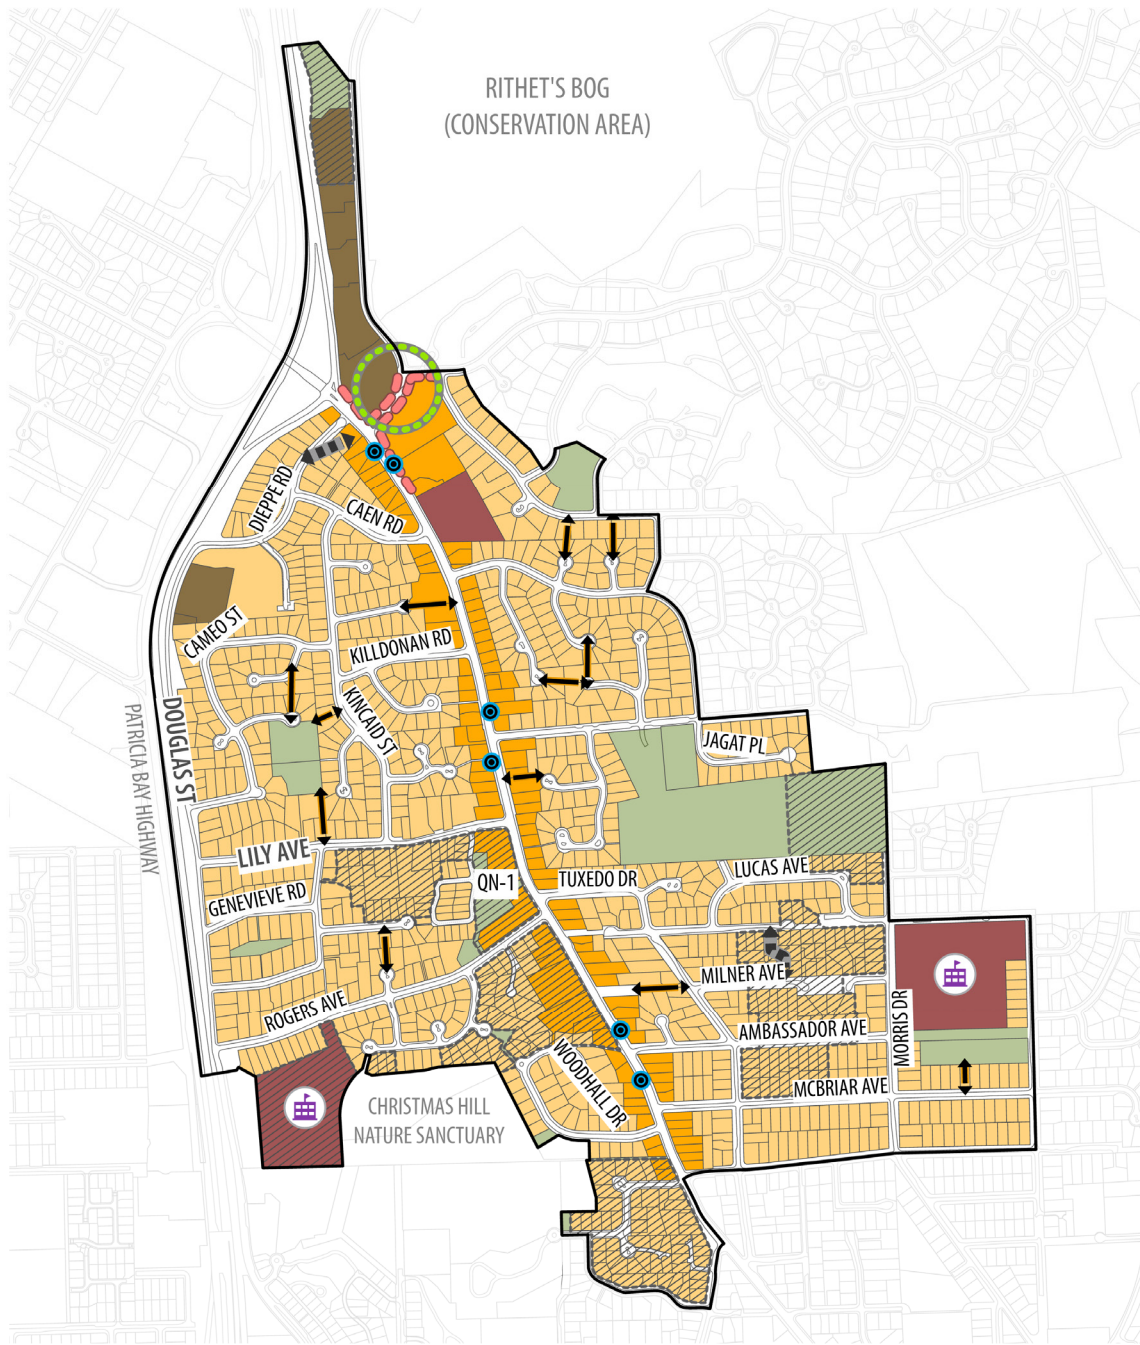 RITHET'S BOG
(CONSERVATION AREA)
DIEPPE RD
CAEN RD
CAMEO ST
KILLDONAN RD
KINCAID ST
DOUGLAS ST
PATRICIA BAY HIGHWAY
JAGAT PL
LILY AVE
QN-1
TUXEDO DR
LUCAS AVE
GENEVIEVE RD
MILNER AVE
ROGERS AVE
AMBASSADOR AVE
MORRIS DR
WOODHALL DR
MCBRIAR AVE
CHRISTMAS HILL
NATURE SANCTUARY